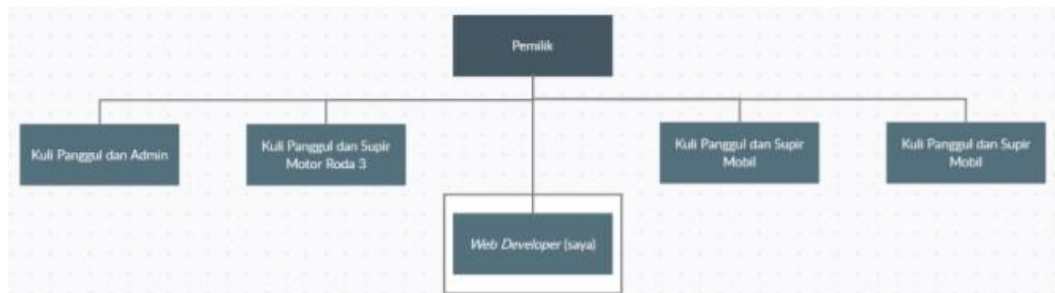 Pemilik
Kuli Panggul dan Admin
Kuli Panggul dan Supir
Motor Roda 3
Kuli Panggul dan Supir
Mobil
Kuli Panggul dan Supir
Mobil
Web Developer (saya)